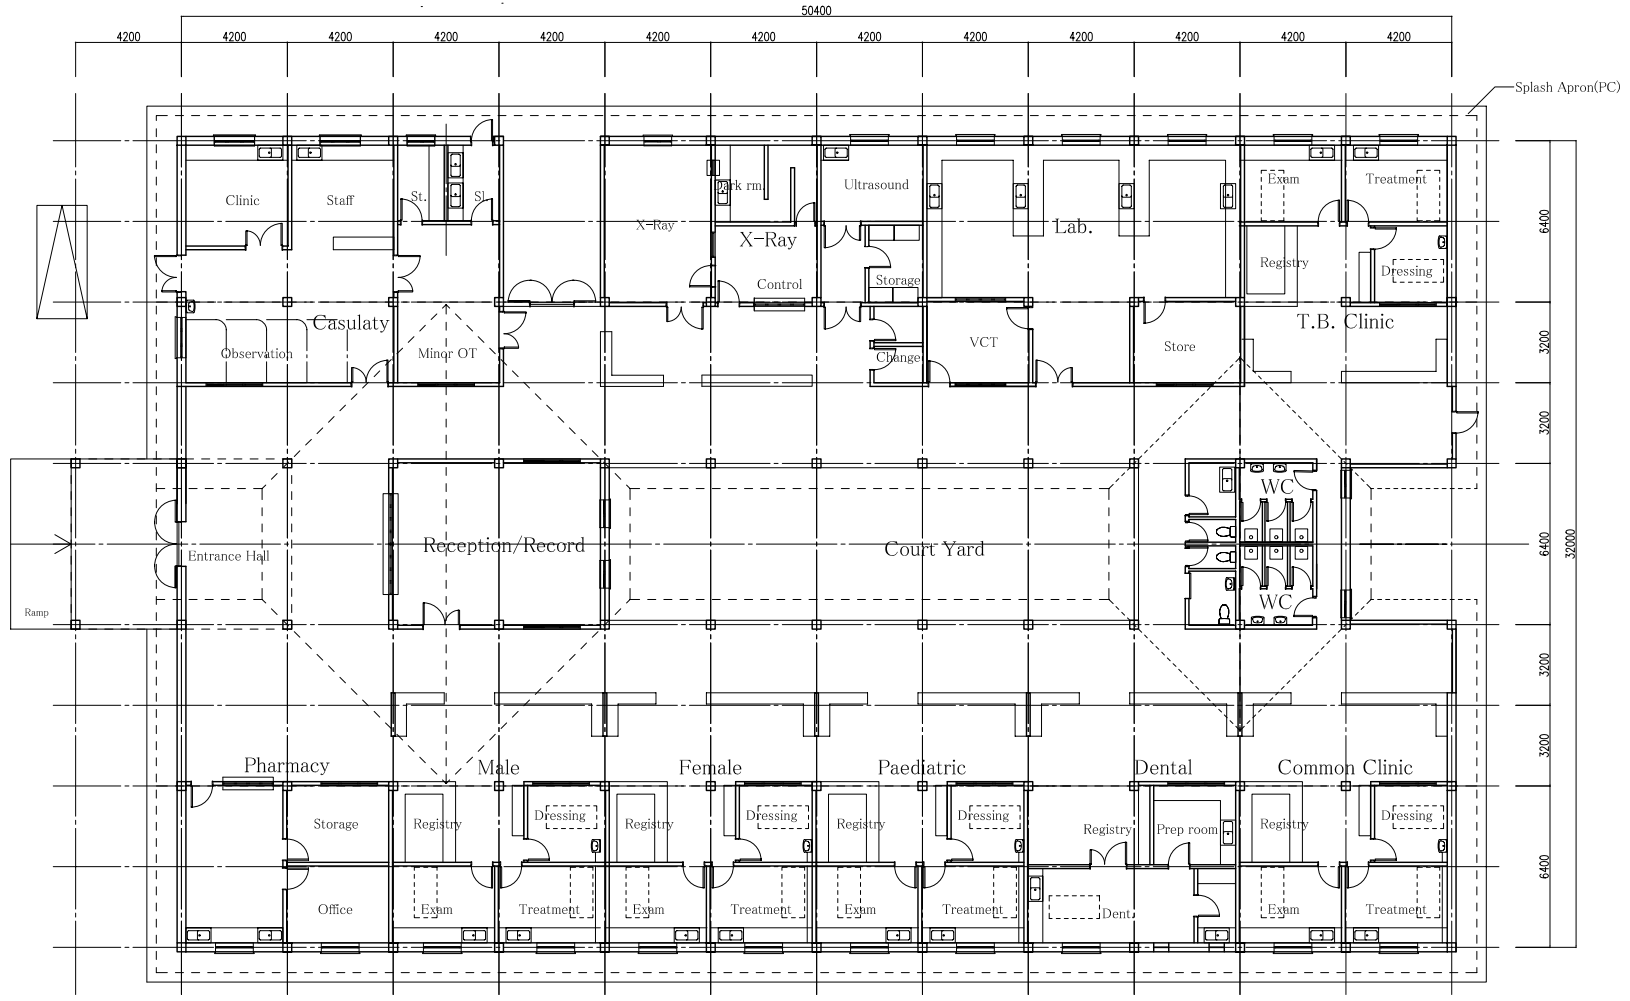 50400
4200 4200 4200 4200 4200 4200 4200 4200 4200 4200 4200 4200 4200
Splash Apron(PC)
Clinic Staff St. Sl. Dark rm. Ultrasound Exam Treatment
X-Ray X-Ray Lab. 6400
Control Storage Registry Dressing
Casulaty T.B. Clinic
Observation Minor OT Change VCT Store 3200
3200
WC
Entrance Hall Reception/Record Court Yard 6400 32000
Ramp WC
3200
3200
Pharmacy Male Female Paediatric Dental Common Clinic
Storage Registry Dressing Registry Dressing Registry Dressing Registry Prep room Registry Dressing
6400
Office Exam Treatment Exam Treatment Exam Treatment Dent. Exam Treatment